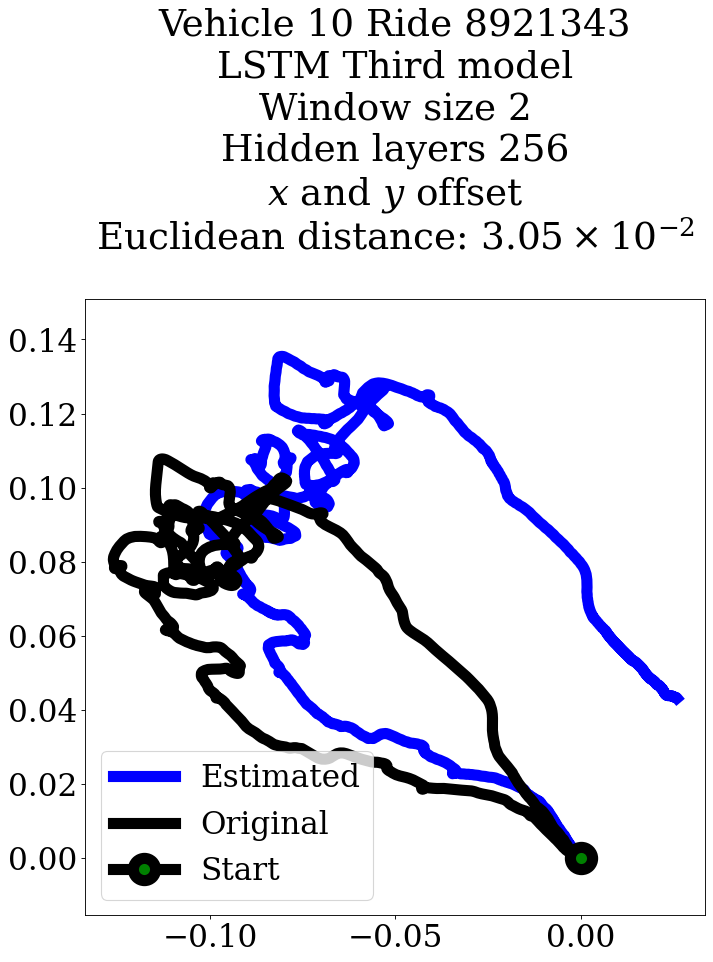 Vehicle 10 Ride 8921343
LSTM Third model
Window size 2
Hidden layers 256
x and y offset
Euclidean distance: 3.05 × 10⁻²
0.14
0.12
0.10
0.08
0.06
0.04
0.02
0.00
Estimated
Original
Start
−0.10
−0.05
0.00